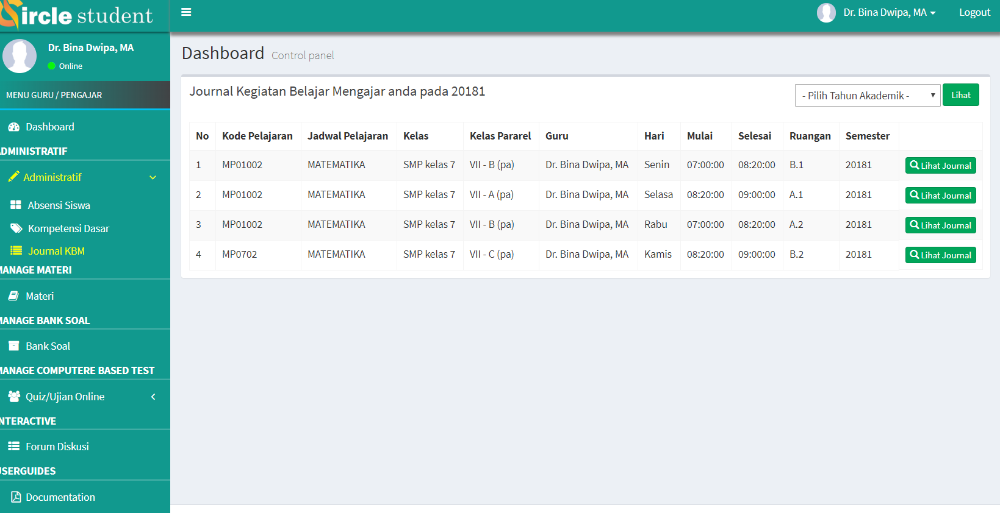 ircle student
Dr. Bina Dwipa, MA
Logout
Dr. Bina Dwipa, MA
Online
MENU GURU / PENGAJAR
Dashboard
DMINISTRATIF
Administratif
Absensi Siswa
Kompetensi Dasar
Journal KBM
IANAGE MATERI
Materi
IANAGE BANK SOAL
Bank Soal
IANAGE COMPUTERE BASED TEST
Quiz/Ujian Online
NTERACTIVE
Forum Diskusi
SERGUIDES
Documentation
Dashboard Control panel
Journal Kegiatan Belajar Mengajar anda pada 20181
- Pilih Tahun Akademik -
Lihat
No Kode Pelajaran Jadwal Pelajaran Kelas Kelas Pararel Guru Hari Mulai Selesai Ruangan Semester
1 MP01002 MATEMATIKA SMP kelas 7 VII - B (pa) Dr. Bina Dwipa, MA Senin 07:00:00 08:20:00 B.1 20181 Lihat Journal
2 MP01002 MATEMATIKA SMP kelas 7 VII - A (pa) Dr. Bina Dwipa, MA Selasa 08:20:00 09:00:00 A.1 20181 Lihat Journal
3 MP01002 MATEMATIKA SMP kelas 7 VII - B (pa) Dr. Bina Dwipa, MA Rabu 07:00:00 08:20:00 A.2 20181 Lihat Journal
4 MP0702 MATEMATIKA SMP kelas 7 VII - C (pa) Dr. Bina Dwipa, MA Kamis 08:20:00 09:00:00 B.2 20181 Lihat Journal